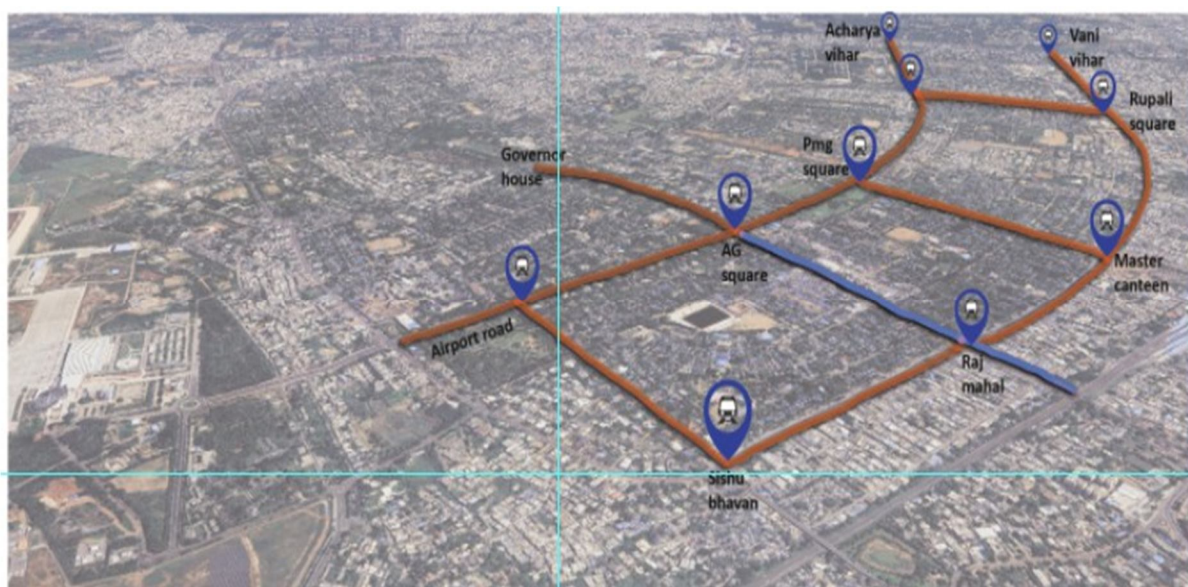 Acharya
vihar
Vani
vihar
Rupali
square
Pmg
square
Governor
house
AG
square
Master
canteen
Airport road
Raj
mahal
Sishu
bhavan